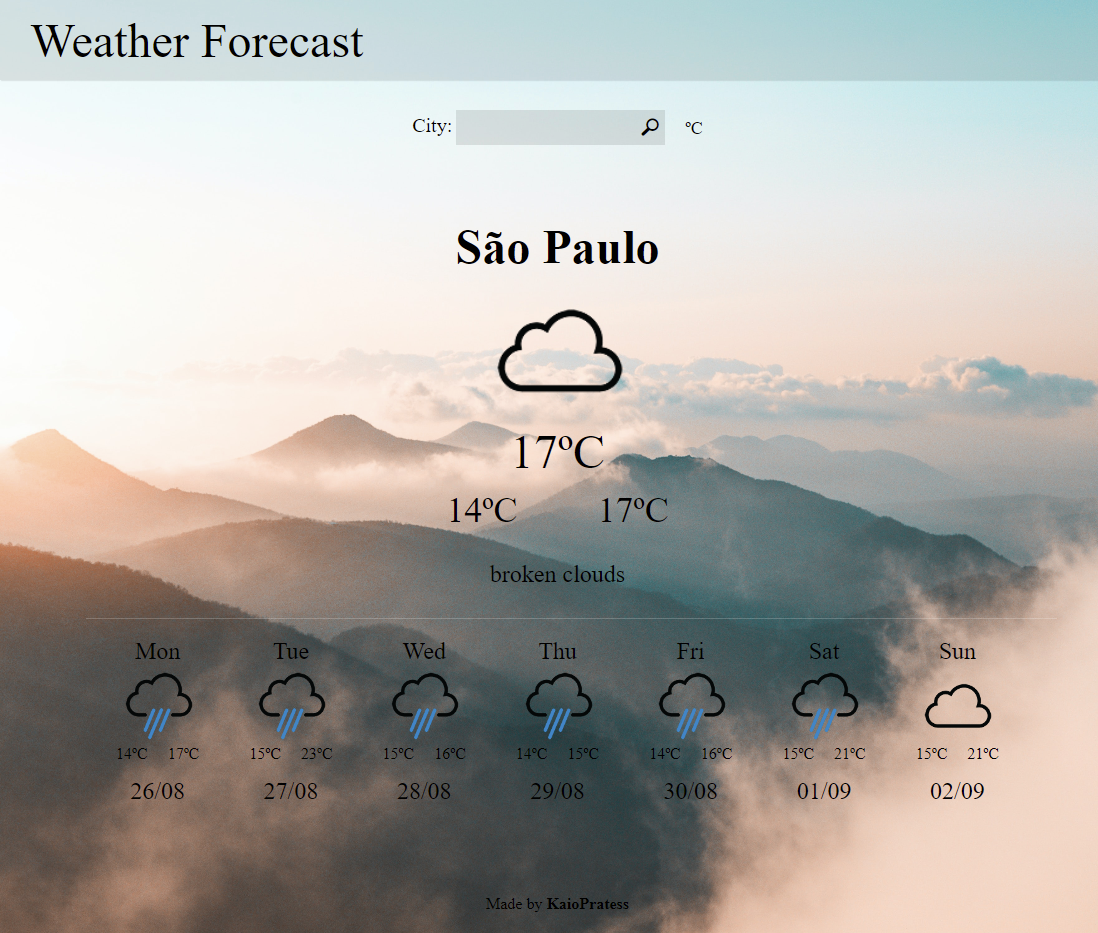 Weather Forecast
City: ºC
São Paulo
17ºC
14ºC 17ºC
broken clouds
Mon Tue Wed Thu Fri Sat Sun
14ºC 17ºC 15ºC 23ºC 15ºC 16ºC 14ºC 15ºC 14ºC 16ºC 15ºC 21ºC 15ºC 21ºC
26/08 27/08 28/08 29/08 30/08 01/09 02/09
Made by KaioPratess